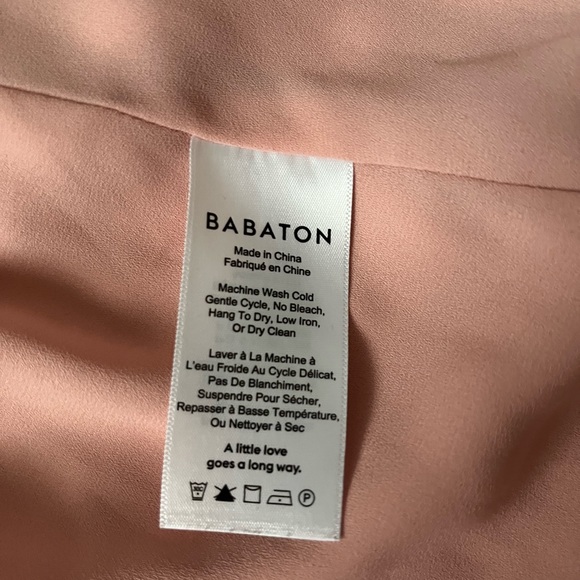 BABATON
Made in China
Fabriqué en Chine
Machine Wash Cold
Gentle Cycle, No Bleach,
Hang To Dry, Low Iron,
Or Dry Clean
Laver à La Machine à
L'eau Froide Au Cycle Délicat,
Pas De Blanchiment,
Suspendre Pour Sécher,
Repasser à Basse Température,
Ou Nettoyer à Sec
A little love
goes a long way.
30C P